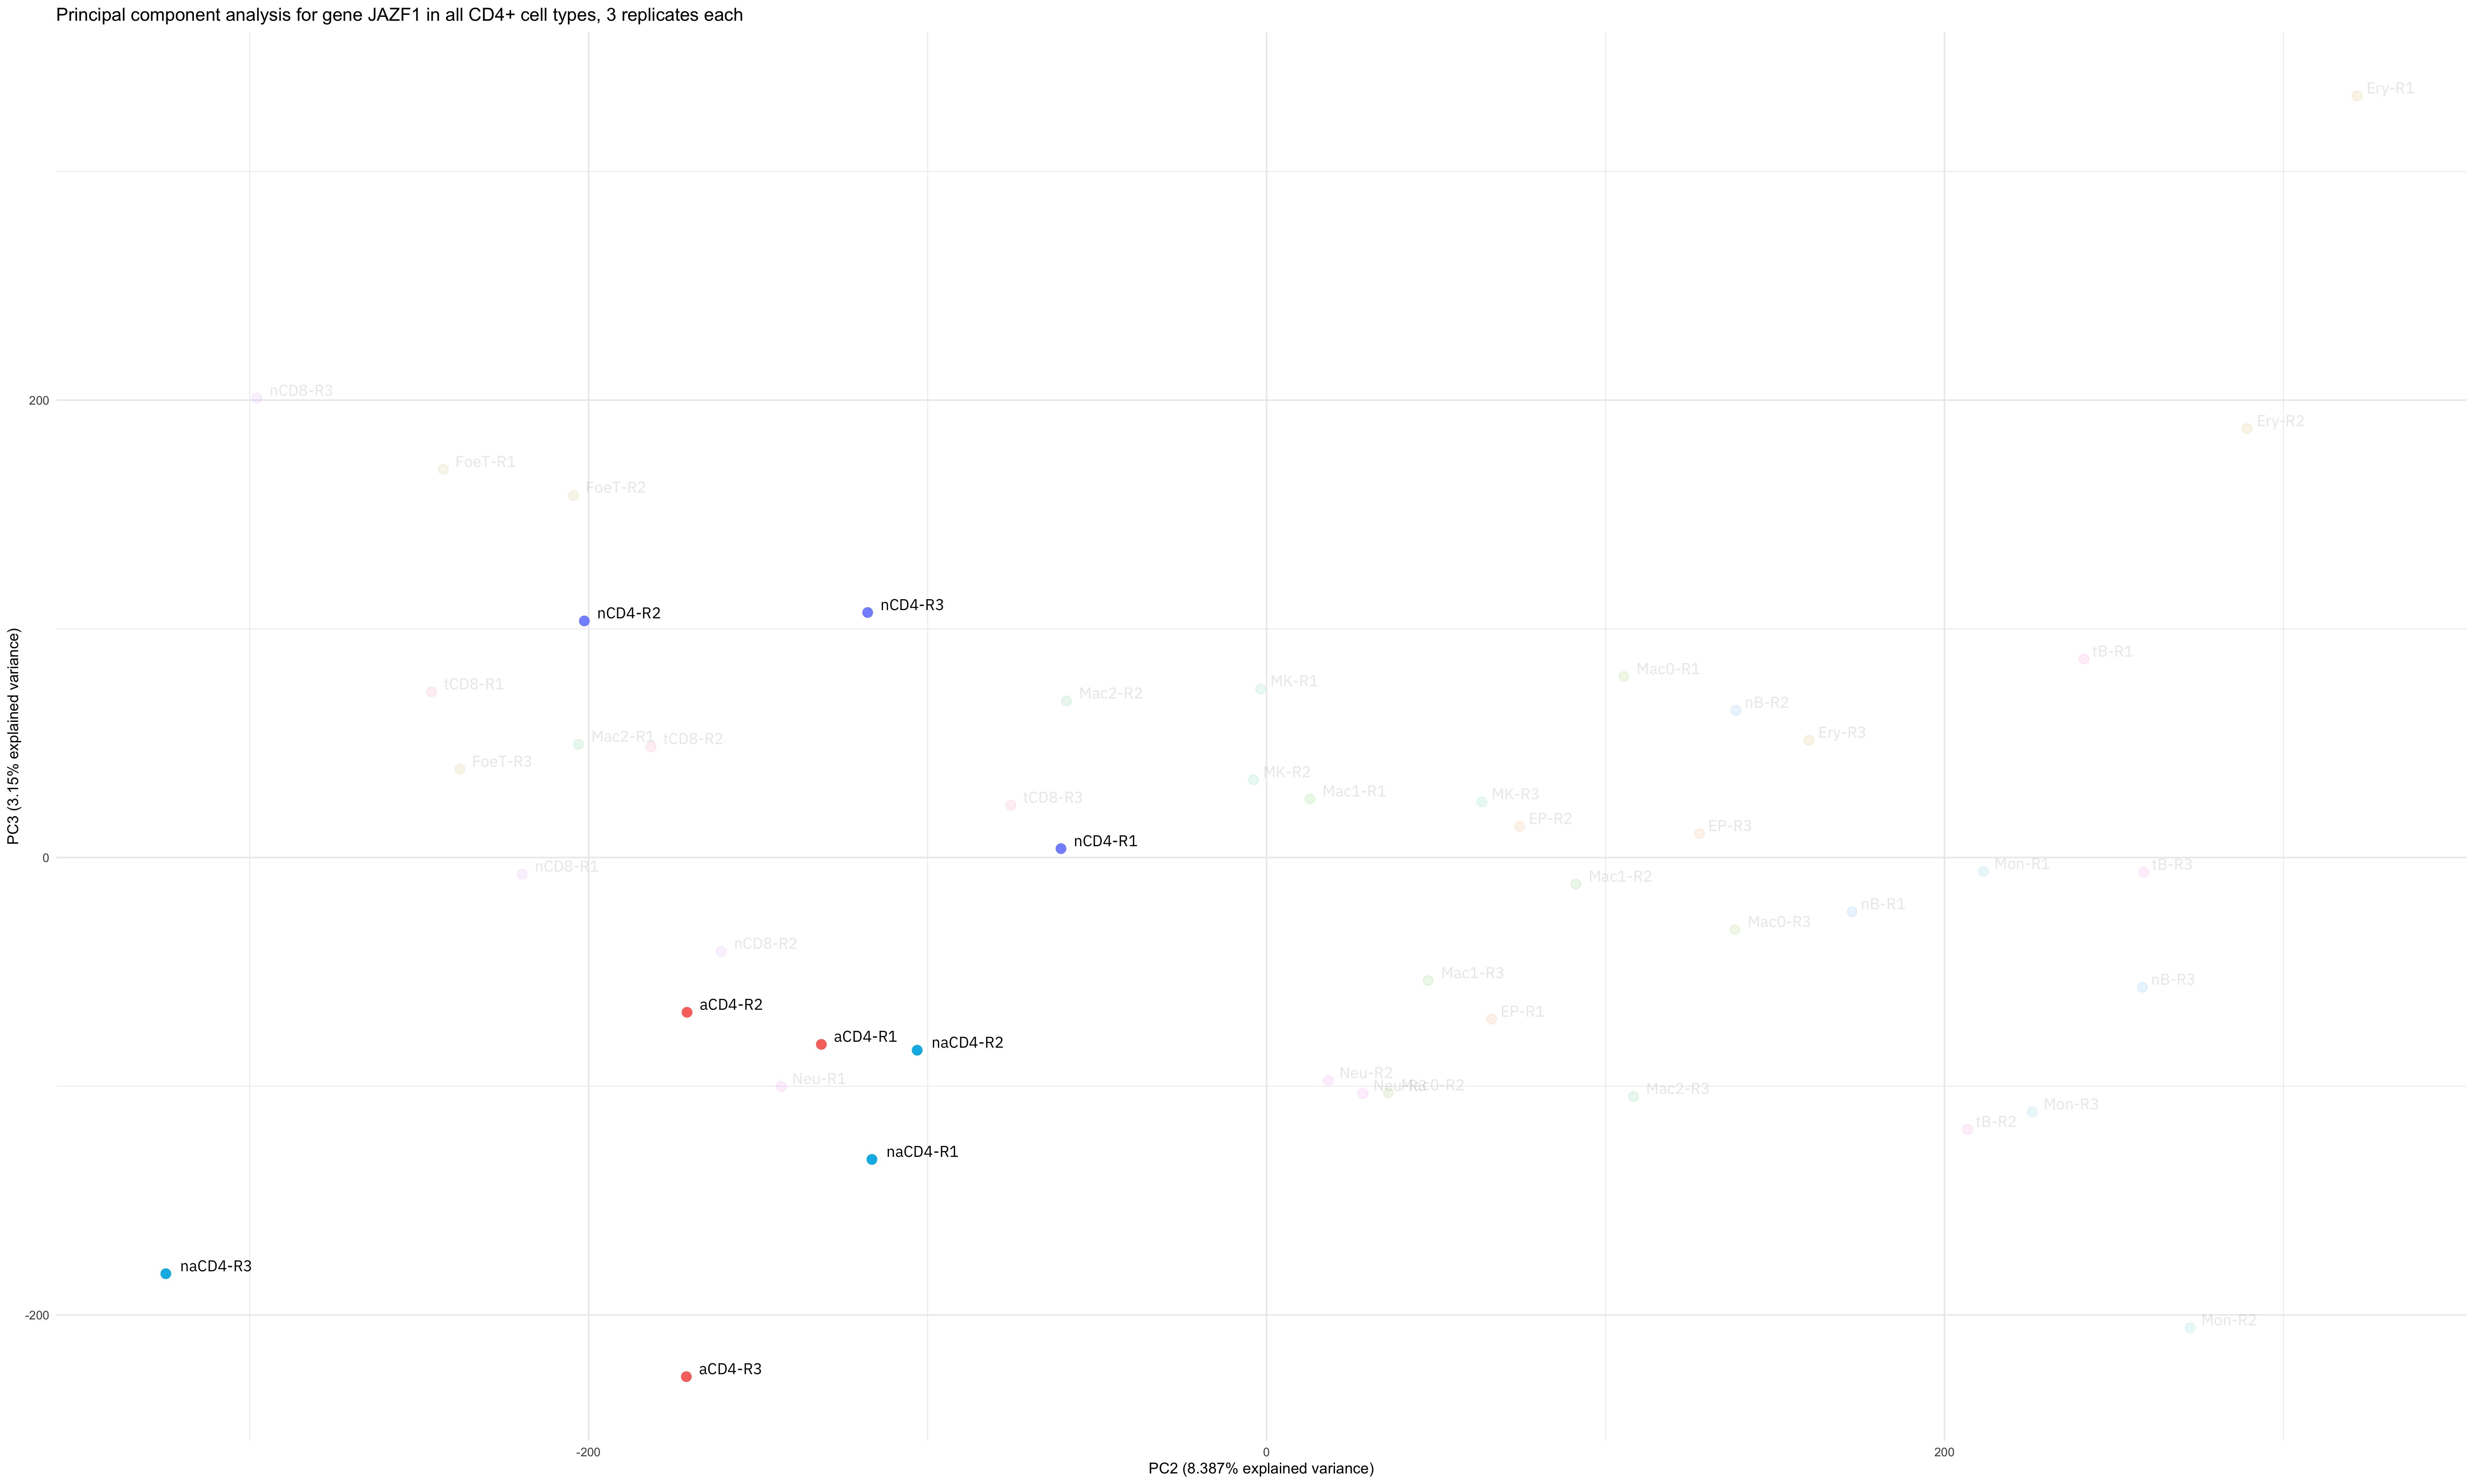 Principal component analysis for gene JAZF1 in all CD4+ cell types, 3 replicates each
Ery-R1
nCD8-R3
200
Ery-R2
FoeT-R1
FoeT-R2
nCD4-R3
nCD4-R2
tB-R1
Mac0-R1
MK-R1
tCD8-R1
Mac2-R2
nB-R2
Ery-R3
Mac2-R1
tCD8-R2
FoeT-R3
MK-R2
Mac1-R1
MK-R3
tCD8-R3
EP-R2
EP-R3
nCD4-R1
PC3 (3.15% explained variance)
0
Mon-R1
tB-R3
nCD8-R1
Mac1-R2
nB-R1
Mac0-R3
nCD8-R2
Mac1-R3
nB-R3
aCD4-R2
EP-R1
aCD4-R1
naCD4-R2
Neu-R2
Neu-R1
Neu-R3
Mac0-R2
Mac2-R3
Mon-R3
tB-R2
naCD4-R1
naCD4-R3
-200
Mon-R2
aCD4-R3
-200
0
200
PC2 (8.387% explained variance)